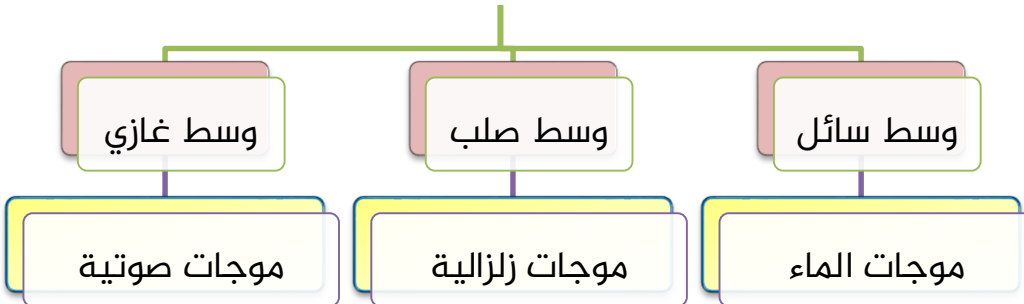 وسط سائل
وسط صلب
وسط غازي
موجات الماء
موجات زلزالية
موجات صوتية